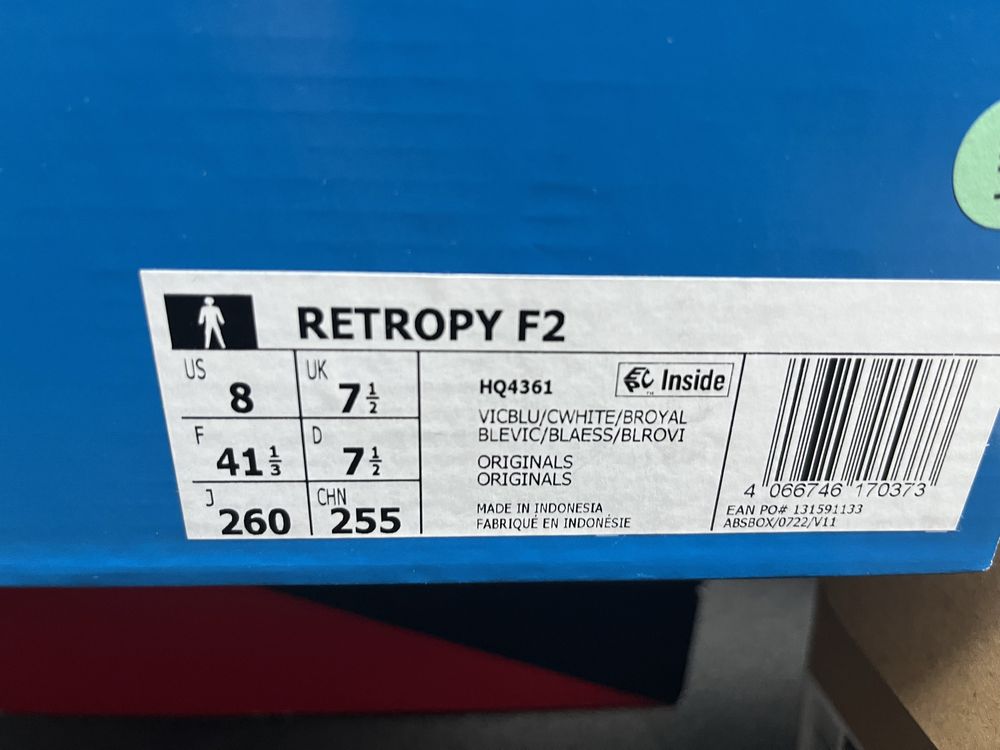 RETROPY F2
US
8
UK
7 1/2
F
41 1/3
D
7 1/2
J
260
CHN
255
HQ4361
Inside
VICBLU/CWHITE/BROYAL
BLEVIC/BLAESS/BLROVI
ORIGINALS
ORIGINALS
MADE IN INDONESIA
FABRIQUÉ EN INDONÉSIE
4 066746 170373
EAN PO# 131591133
ABSBOX/0722/V11